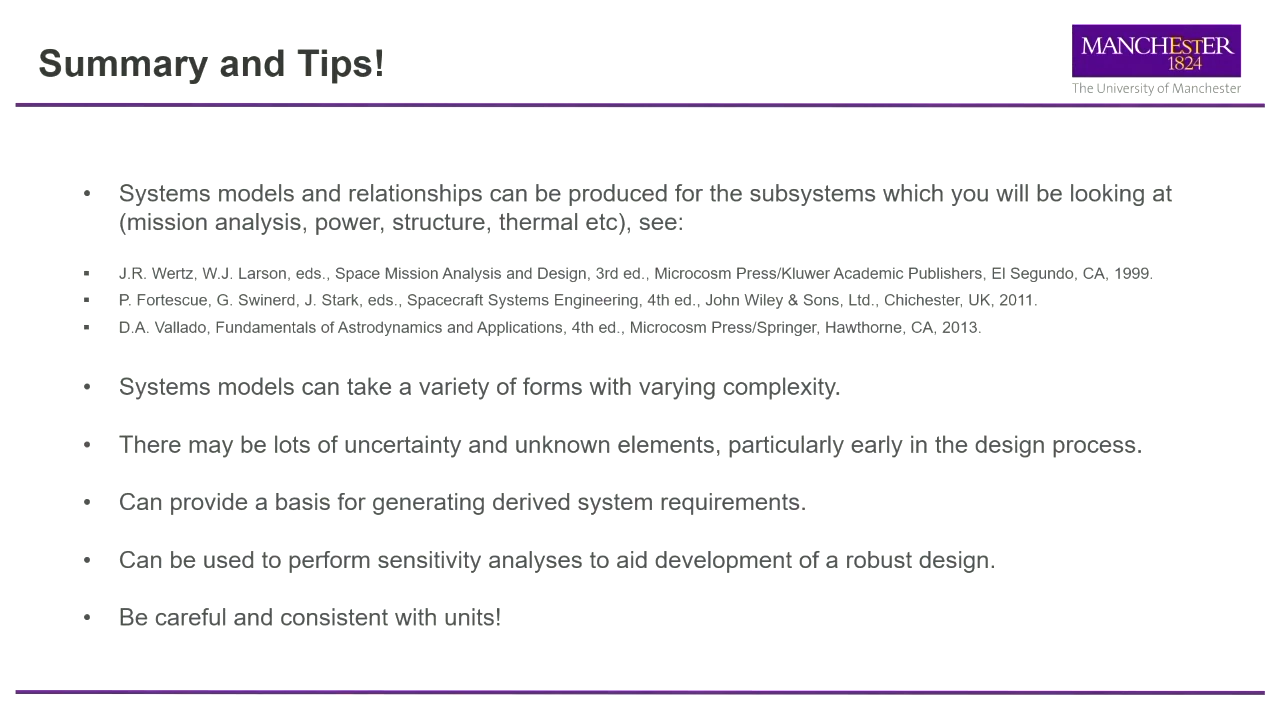 Summary and Tips!
MANCHEstER
1824
The University of Manchester
• Systems models and relationships can be produced for the subsystems which you will be looking at
(mission analysis, power, structure, thermal etc), see:
▪ J.R. Wertz, W.J. Larson, eds., Space Mission Analysis and Design, 3rd ed., Microcosm Press/Kluwer Academic Publishers, El Segundo, CA, 1999.
▪ P. Fortescue, G. Swinerd, J. Stark, eds., Spacecraft Systems Engineering, 4th ed., John Wiley & Sons, Ltd., Chichester, UK, 2011.
▪ D.A. Vallado, Fundamentals of Astrodynamics and Applications, 4th ed., Microcosm Press/Springer, Hawthorne, CA, 2013.
• Systems models can take a variety of forms with varying complexity.
• There may be lots of uncertainty and unknown elements, particularly early in the design process.
• Can provide a basis for generating derived system requirements.
• Can be used to perform sensitivity analyses to aid development of a robust design.
• Be careful and consistent with units!